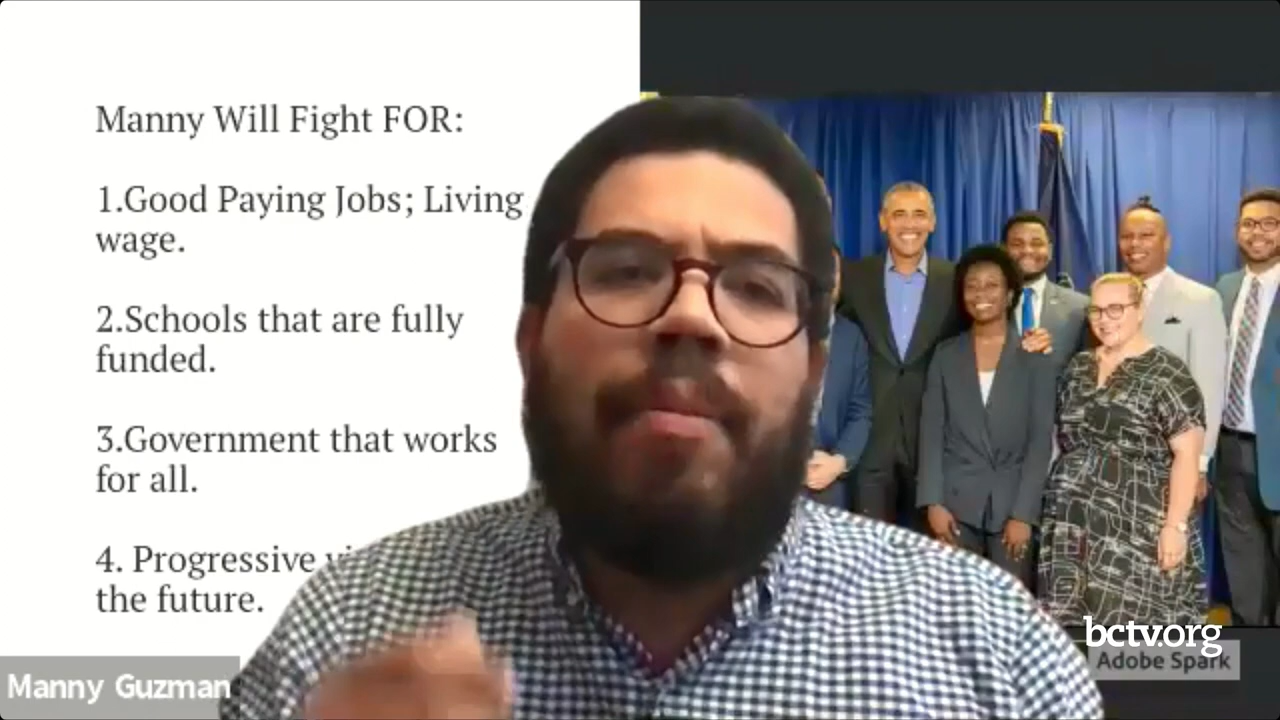 Manny Will Fight FOR:
1.Good Paying Jobs; Living
wage.
2.Schools that are fully
funded.
3.Government that works
for all.
4. Progressive
the future.
bctv.org
Adobe Spark
Manny Guzman